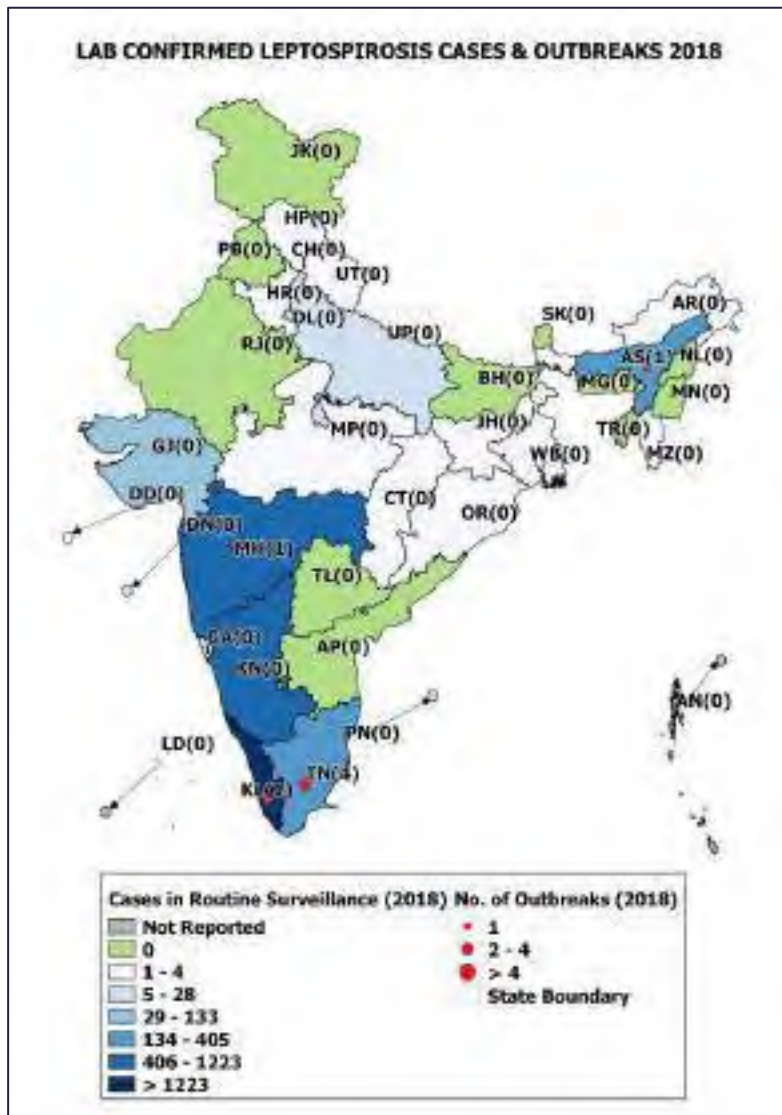 LAB CONFIRMED LEPTOSPIROSIS CASES & OUTBREAKS 2018
JK(0)
HP(0)
PB(0)
CH(0)
UT(0)
HR(0)
DL(0)
AR(0)
SK(0)
UP(0)
RJ(0)
AS(1)
NL(0)
BH(0)
MG(0)
MN(0)
MP(0)
JH(0)
TR(0)
GJ(0)
WB(0)
MZ(0)
DD(0)
CT(0)
OR(0)
DN(0)
MH(1)
TL(0)
GA(0)
AP(0)
KN(0)
AN(0)
PN(0)
LD(0)
TN(4)
Cases in Routine Surveillance (2018) No. of Outbreaks (2018)
Not Reported
0
1 - 4
5 - 28
29 - 133
134 - 405
406 - 1223
> 1223
1
2 - 4
> 4
State Boundary